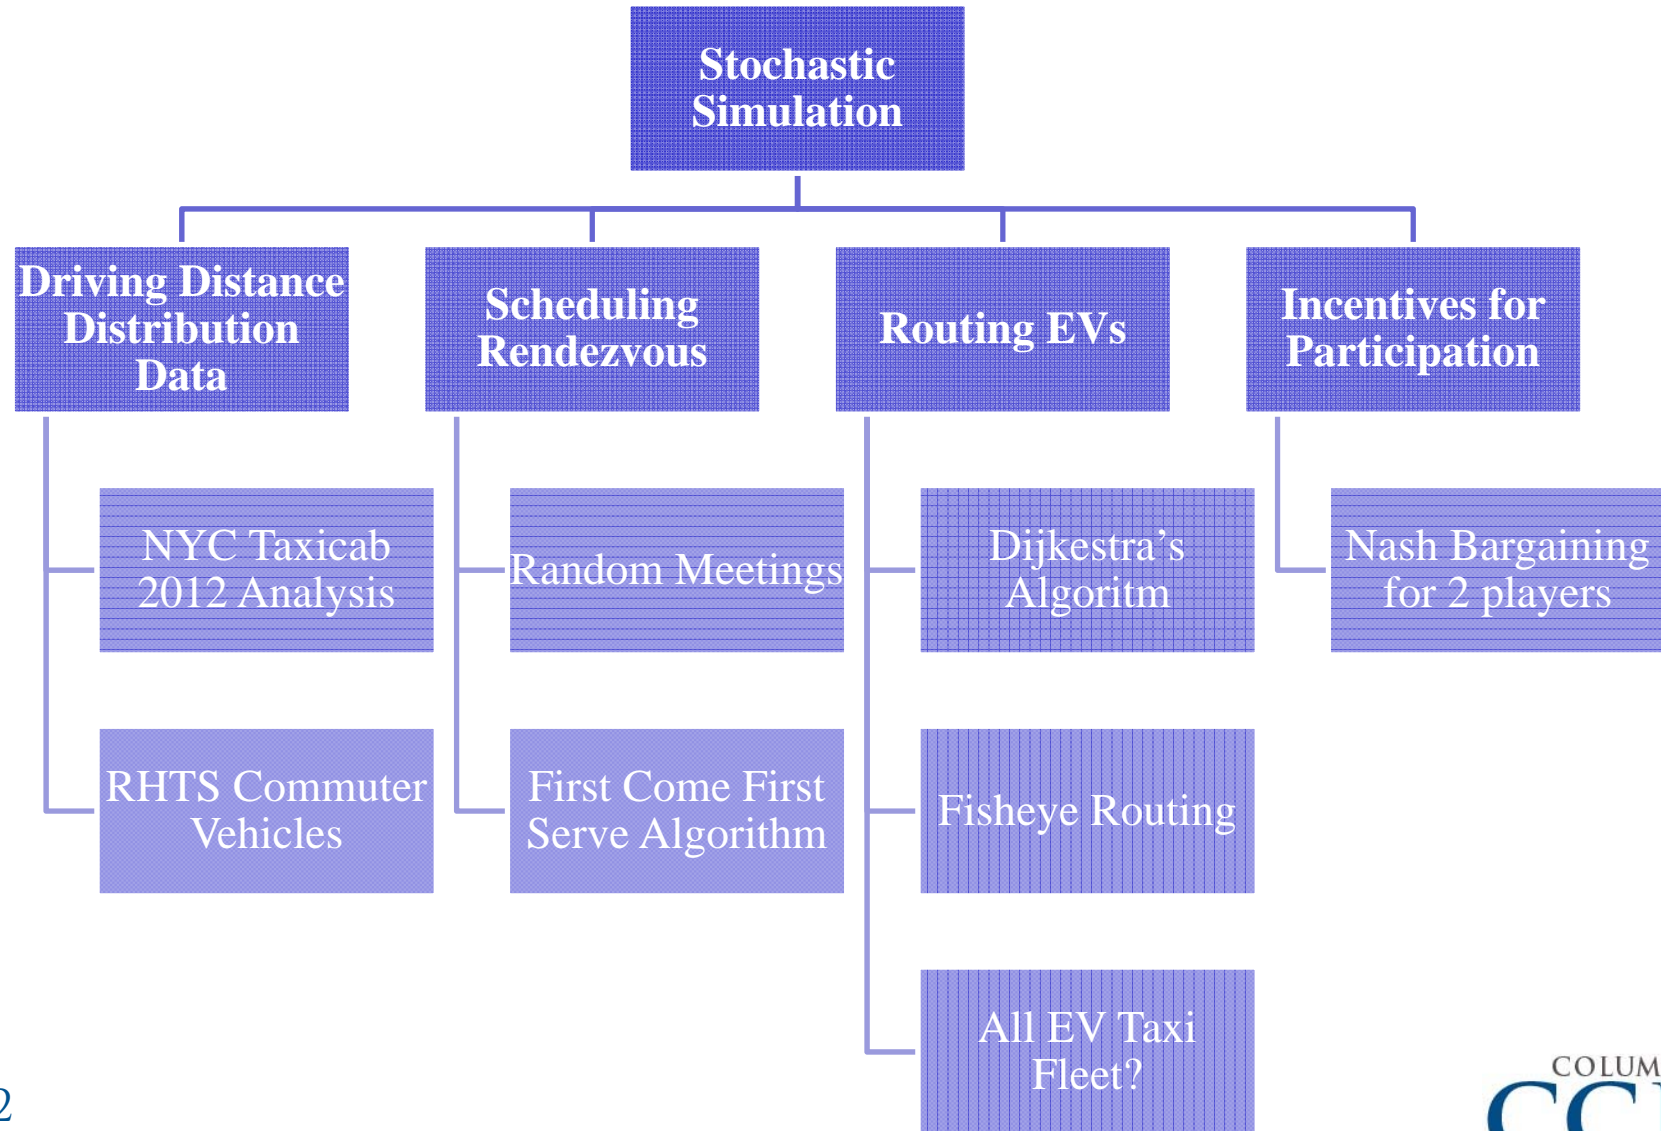 Stochastic
Simulation
Driving Distance
Distribution
Data
Scheduling
Rendezvous
Routing EVs
Incentives for
Participation
NYC Taxicab
2012 Analysis
Random Meetings
Dijkestra's
Algoritm
Nash Bargaining
for 2 players
RHTS Commuter
Vehicles
First Come First
Serve Algorithm
Fisheye Routing
All EV Taxi
Fleet?
2
COLUM
CC